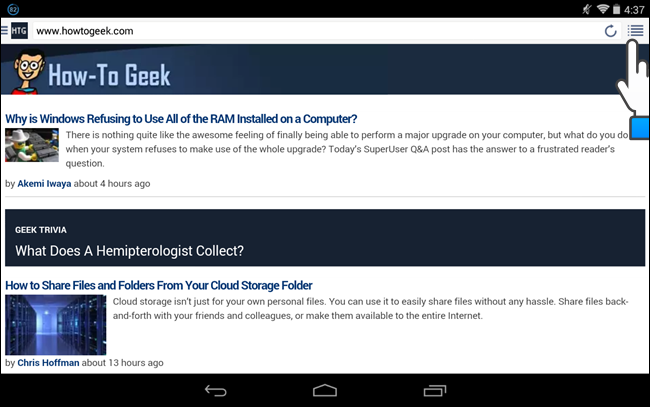 82
4:37
HTG www.howtogeek.com
How-To Geek
Why is Windows Refusing to Use All of the RAM Installed on a Computer?
There is nothing quite like the awesome feeling of finally being able to perform a major upgrade on your computer, but what do you do
when your system refuses to make use of the whole upgrade? Today's SuperUser Q&A post has the answer to a frustrated reader's
question.
by Akemi Iwaya about 4 hours ago
GEEK TRIVIA
What Does A Hemipterologist Collect?
How to Share Files and Folders From Your Cloud Storage Folder
Cloud storage isn't just for your own personal files. You can use it to easily share files without any hassle. Share files back-
and-forth with your friends and colleagues, or make them available to the entire Internet.
by Chris Hoffman about 13 hours ago